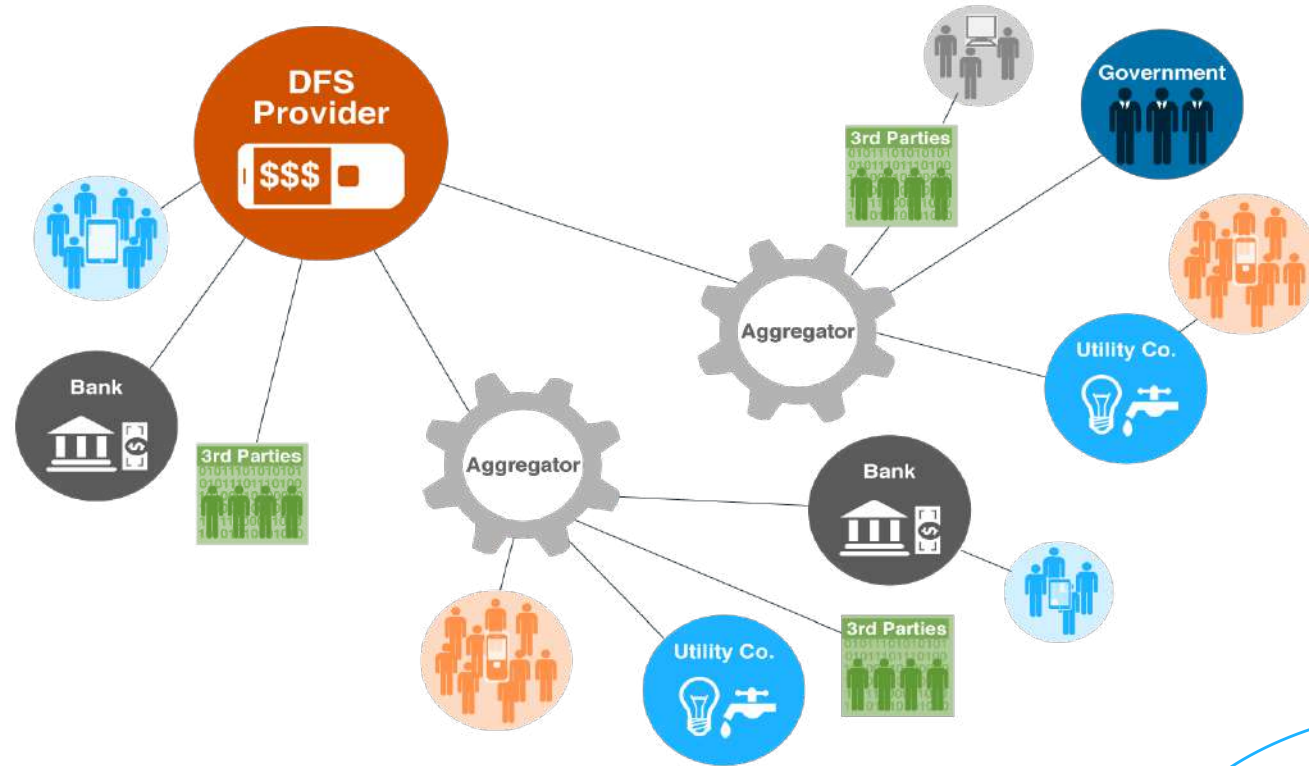 DFS
Provider
$$$
Government
3rd Parties
Aggregator
Utility Co.
Bank
$
3rd Parties
Aggregator
Bank
$
3rd Parties
Utility Co.